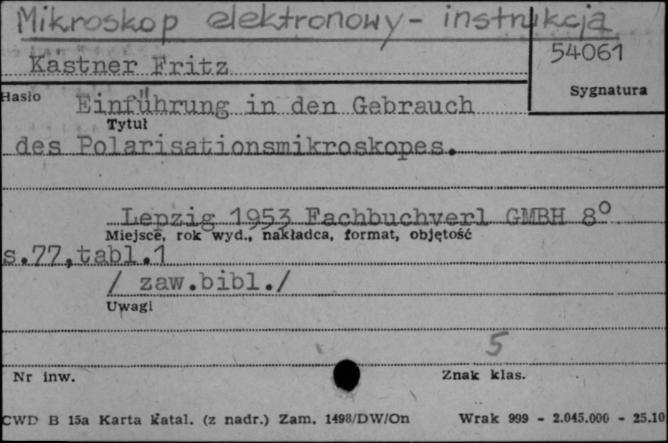 Mikroskop elektronowy - instrukcja
54061
Kästner Fritz
Hasło
Sygnatura
Einführung in den Gebrauch
Tytuł
des Polarisationsmikroskopes.
Lepzig 1953 Fachbuchverl GMBH 8°
Miejsce, rok wyd., nakładca, format, objętość
s.77,tabl.1
/ zaw.bibl./
Uwagi
5
Nr inw.
Znak klas.
CWD B 15a Karta katal. (z nadr.) Zam. 1498/DW/On Wrak 999 - 2.045.000 - 25.10